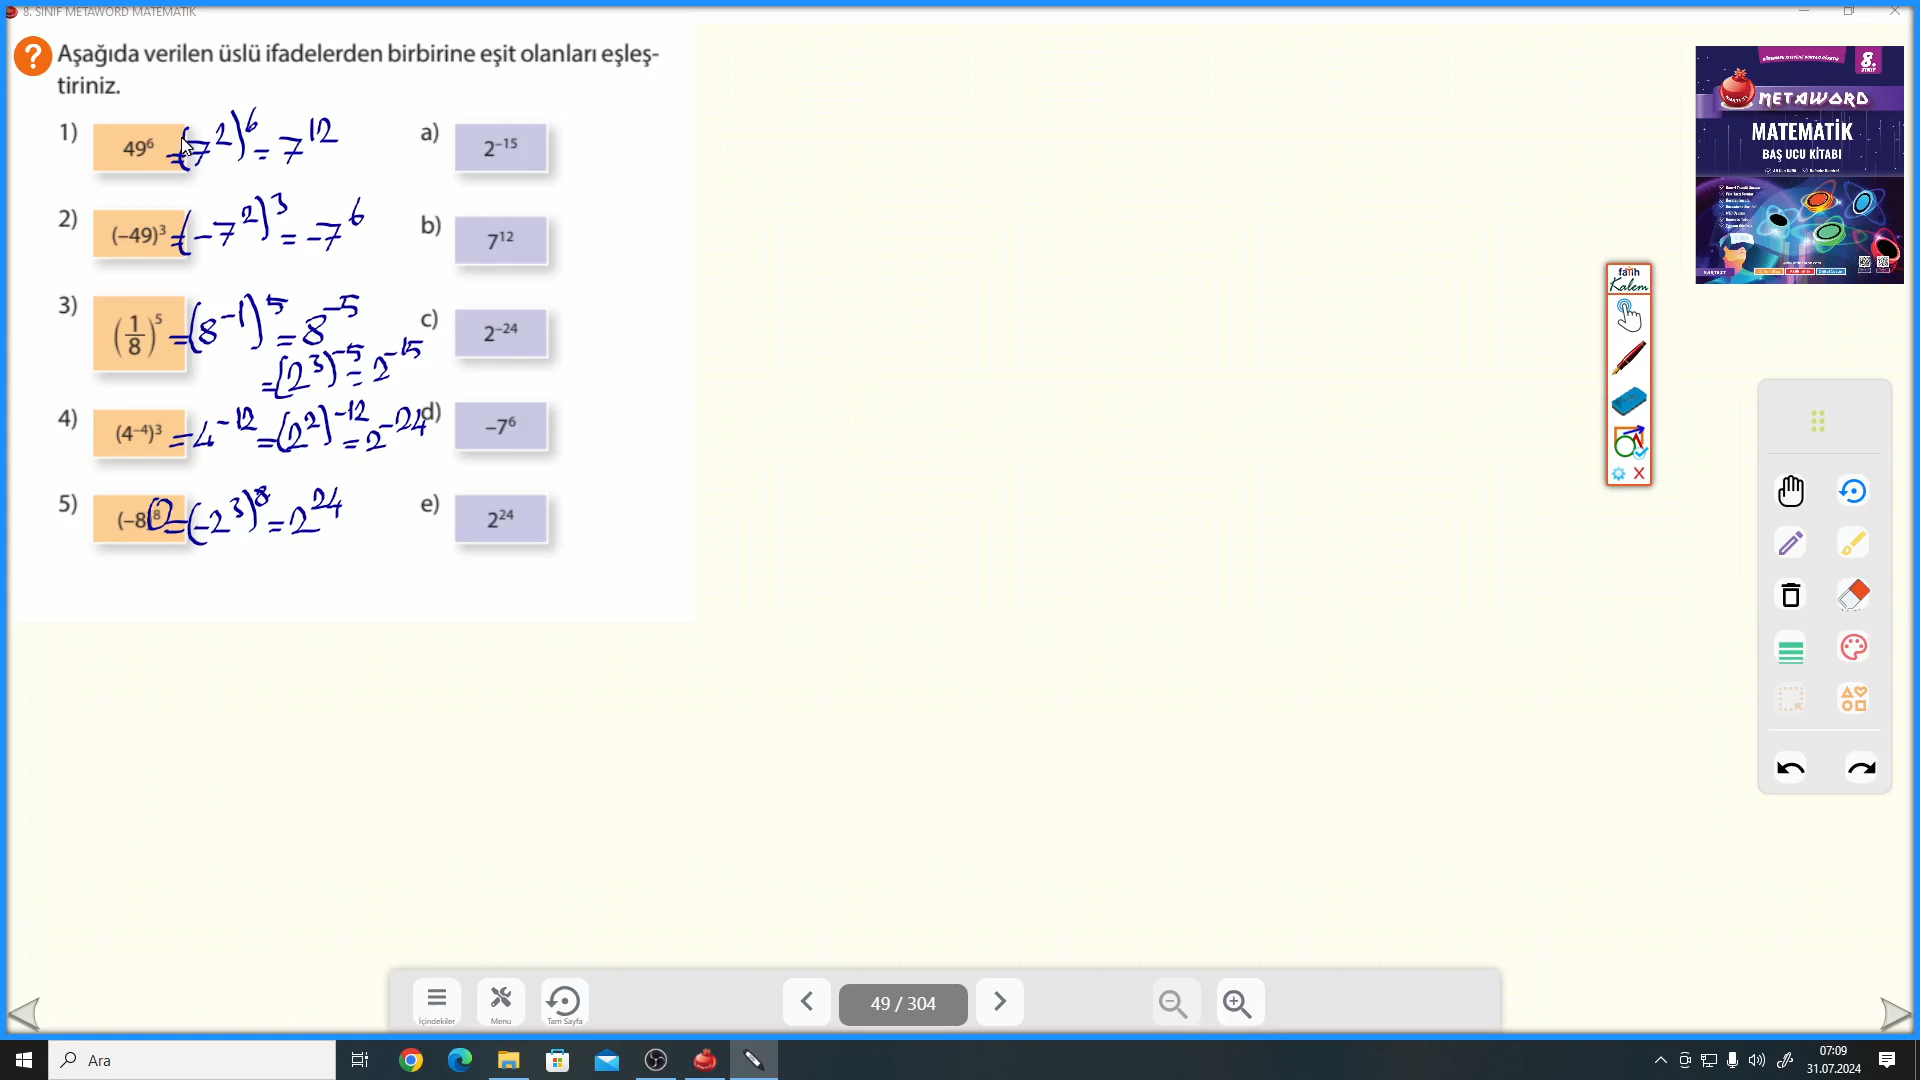 8. SINIF METAWORD MATEMATİK
? Aşağıda verilen üslü ifadelerden birbirine eşit olanları eşleş-
tiriniz.
1) 49⁶ =(7²)⁶ = 7¹² a) 2⁻¹⁵
2) (−49)³ =(−7²)³ = −7⁶ b) 7¹²
3) (1/8)⁵ =(8⁻¹)⁵ = 8⁻⁵ c) 2⁻²⁴
=(2³)⁻⁵ = 2⁻¹⁵
4) (4⁻⁴)³ =4⁻¹² =(2²)⁻¹² = 2⁻²⁴ d) −7⁶
5) (−8)⁸ =(−2³)⁸ = 2²⁴ e) 2²⁴
8.
SINIF
METAWORD
MATEMATİK
BAŞ UCU KİTABI
fatih
Kalem
İçindekiler
Menu
Tam Sayfa
49 / 304
Ara
07:09
31.07.2024